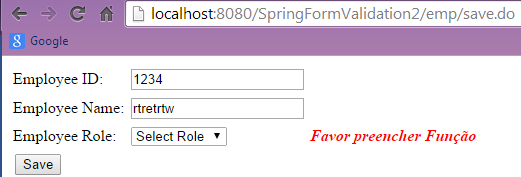 localhost:8080/SpringFormValidation2/emp/save.do
8 Google
Employee ID: 1234
Employee Name: rtretrtw
Employee Role: Select Role Favor preencher Função
Save